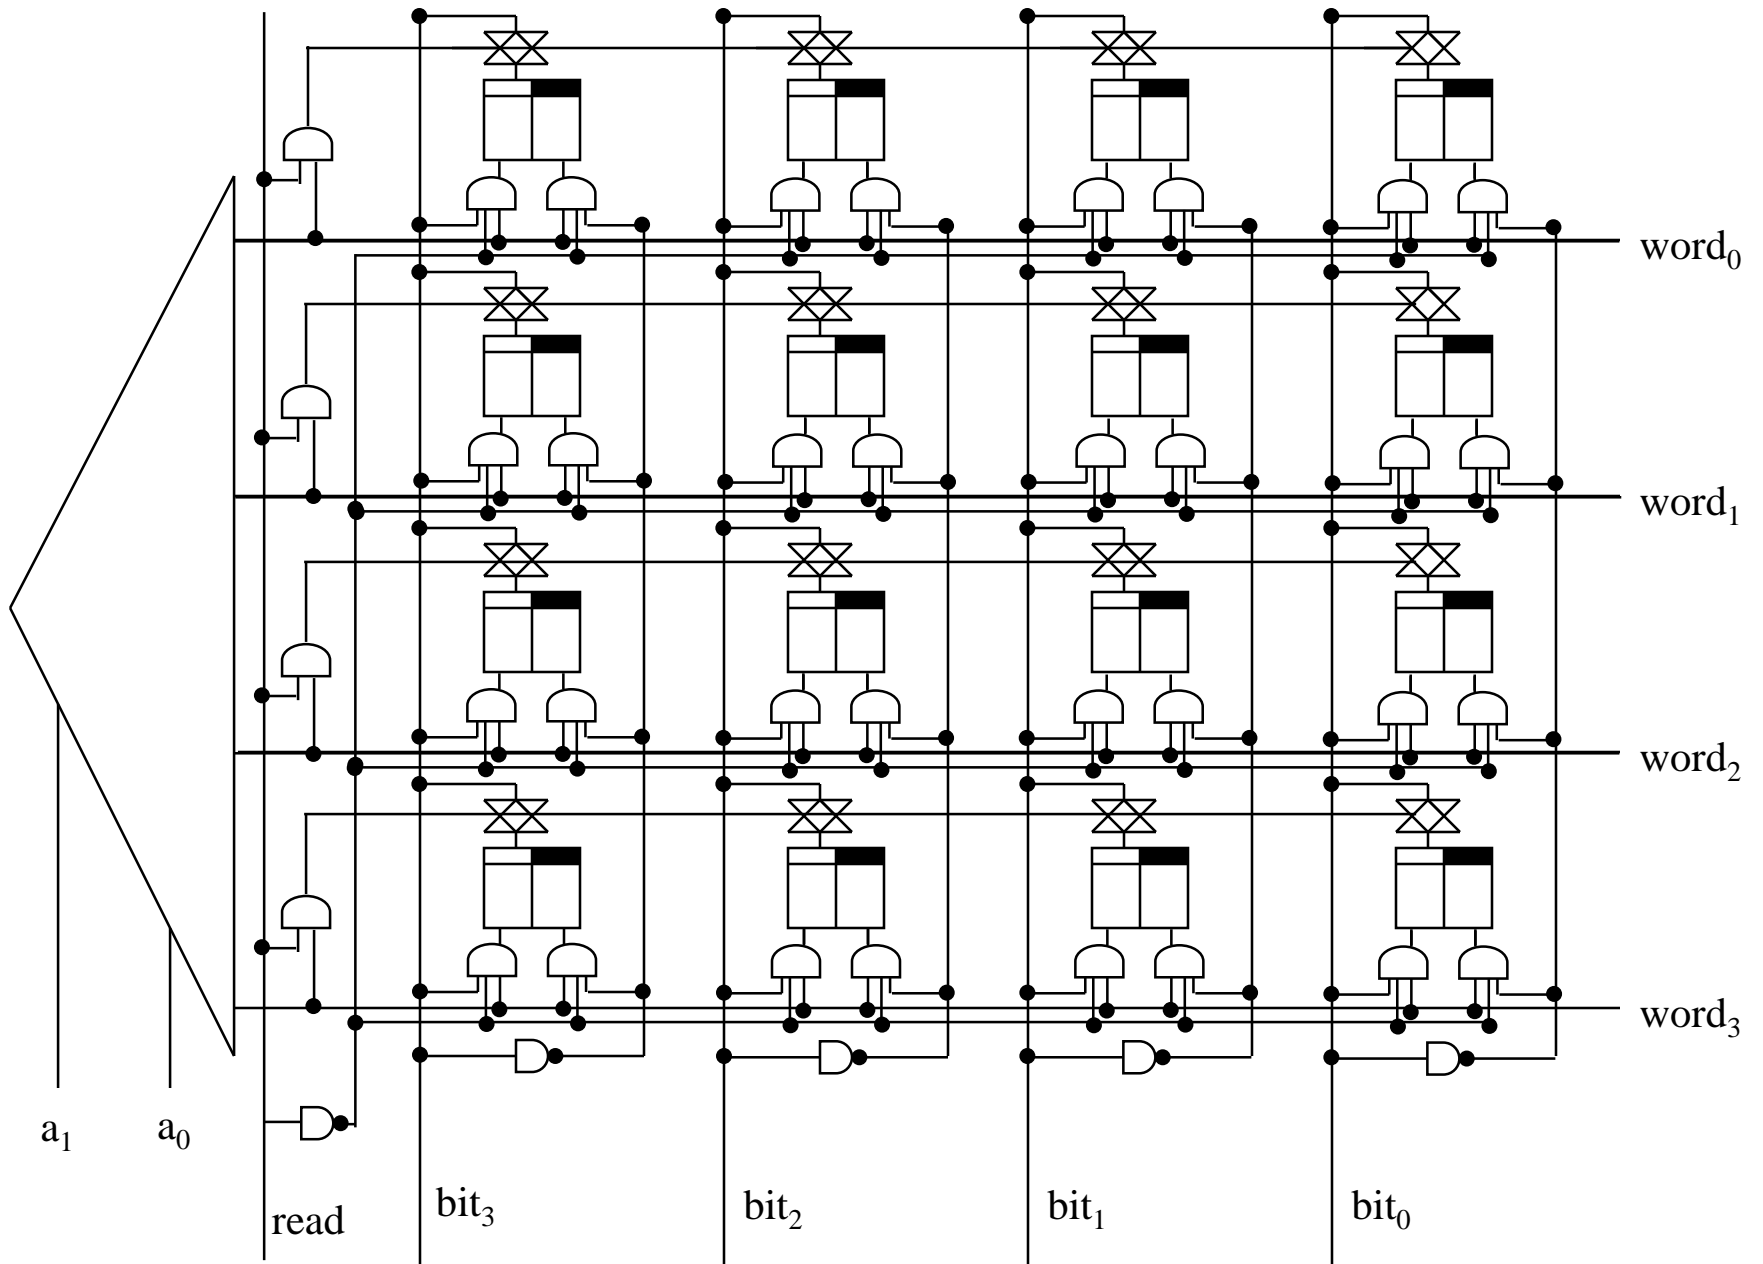 word₀
word₁
word₂
word₃
a₁
a₀
read
bit₃
bit₂
bit₁
bit₀